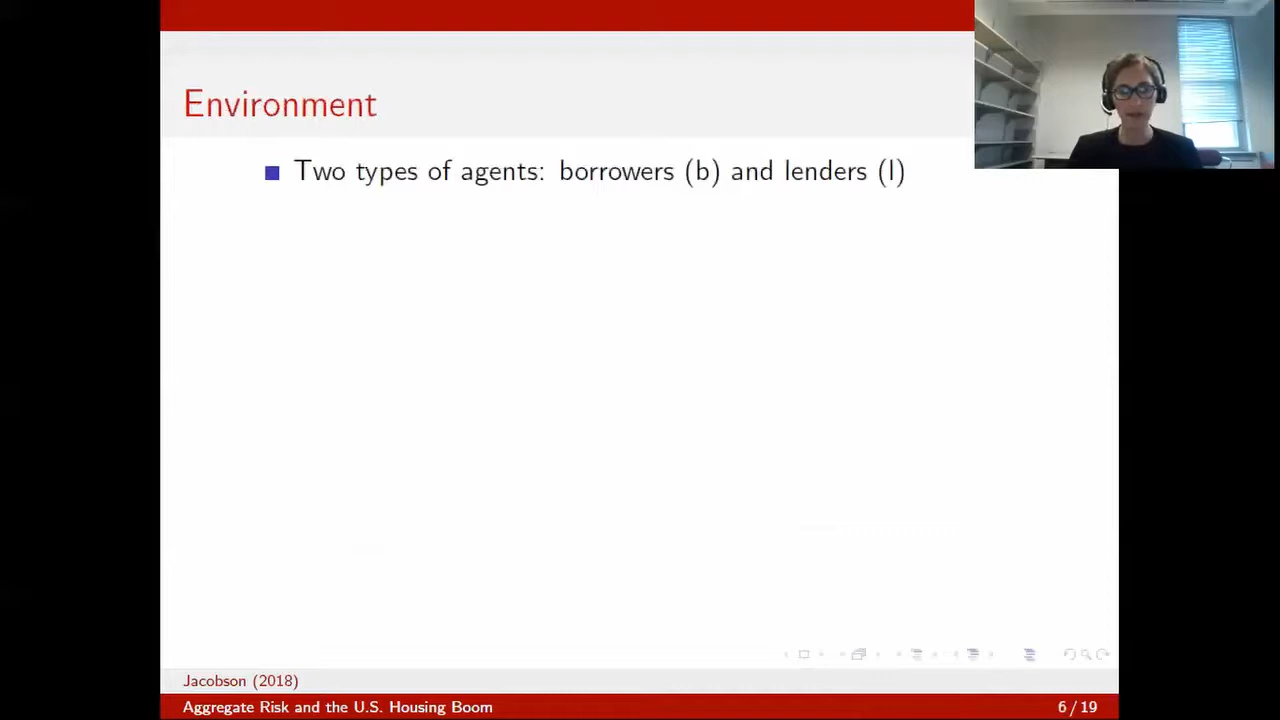 Environment
Two types of agents: borrowers (b) and lenders (l)
Jacobson (2018)
Aggregate Risk and the U.S. Housing Boom
6 / 19